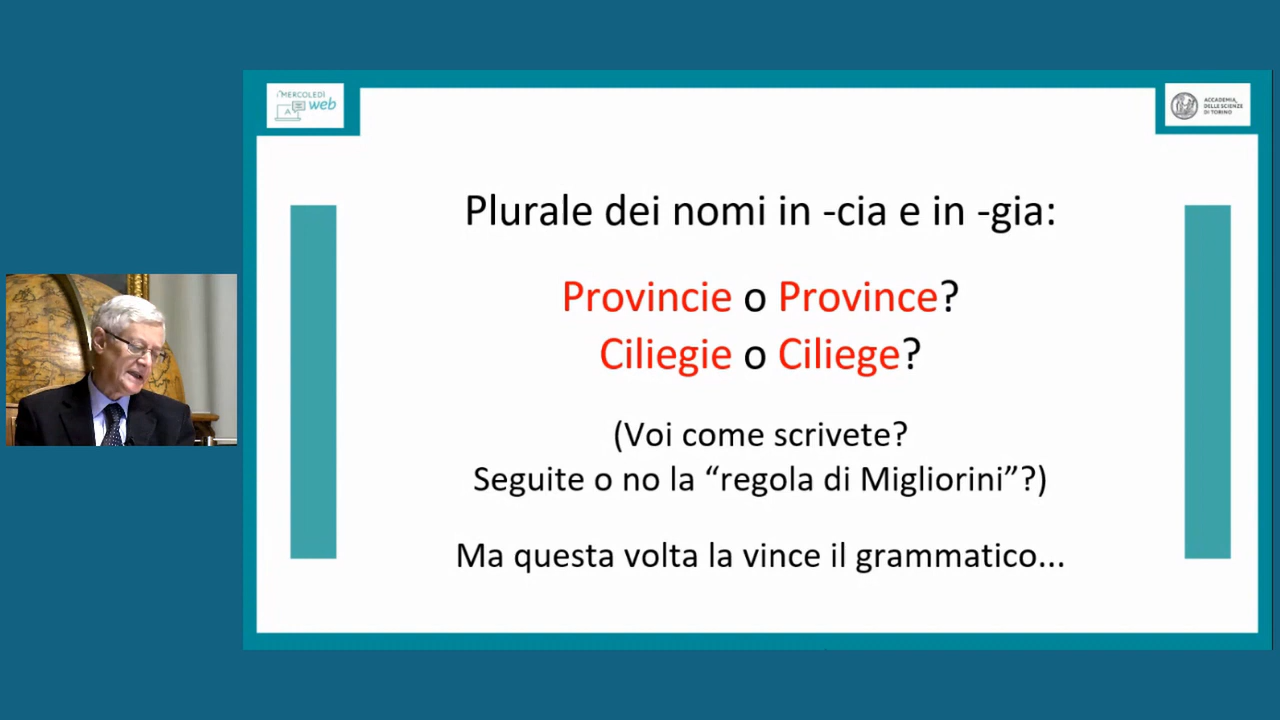 i MERCOLEDÌ
web
A
ACCADEMIA
DELLE SCIENZE
DI TORINO
Plurale dei nomi in -cia e in -gia:
Provincie o Province?
Ciliegie o Ciliege?
(Voi come scrivete?
Seguite o no la “regola di Migliorini”?)
Ma questa volta la vince il grammatico...